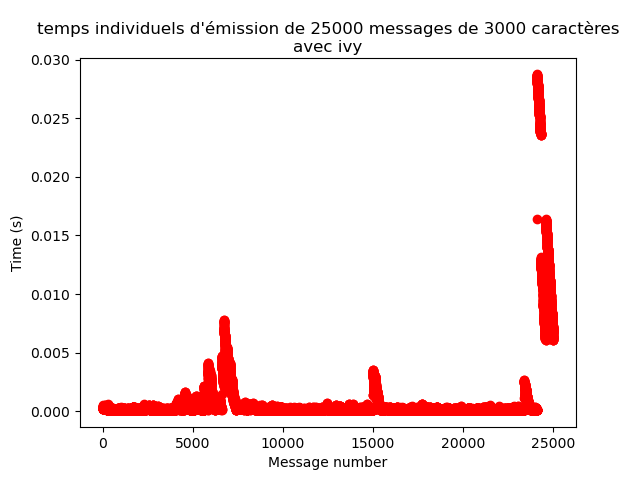 temps individuels d'émission de 25000 messages de 3000 caractères
avec ivy
0.030
0.025
0.020
0.015
0.010
0.005
0.000
Time (s)
0 5000 10000 15000 20000 25000
Message number